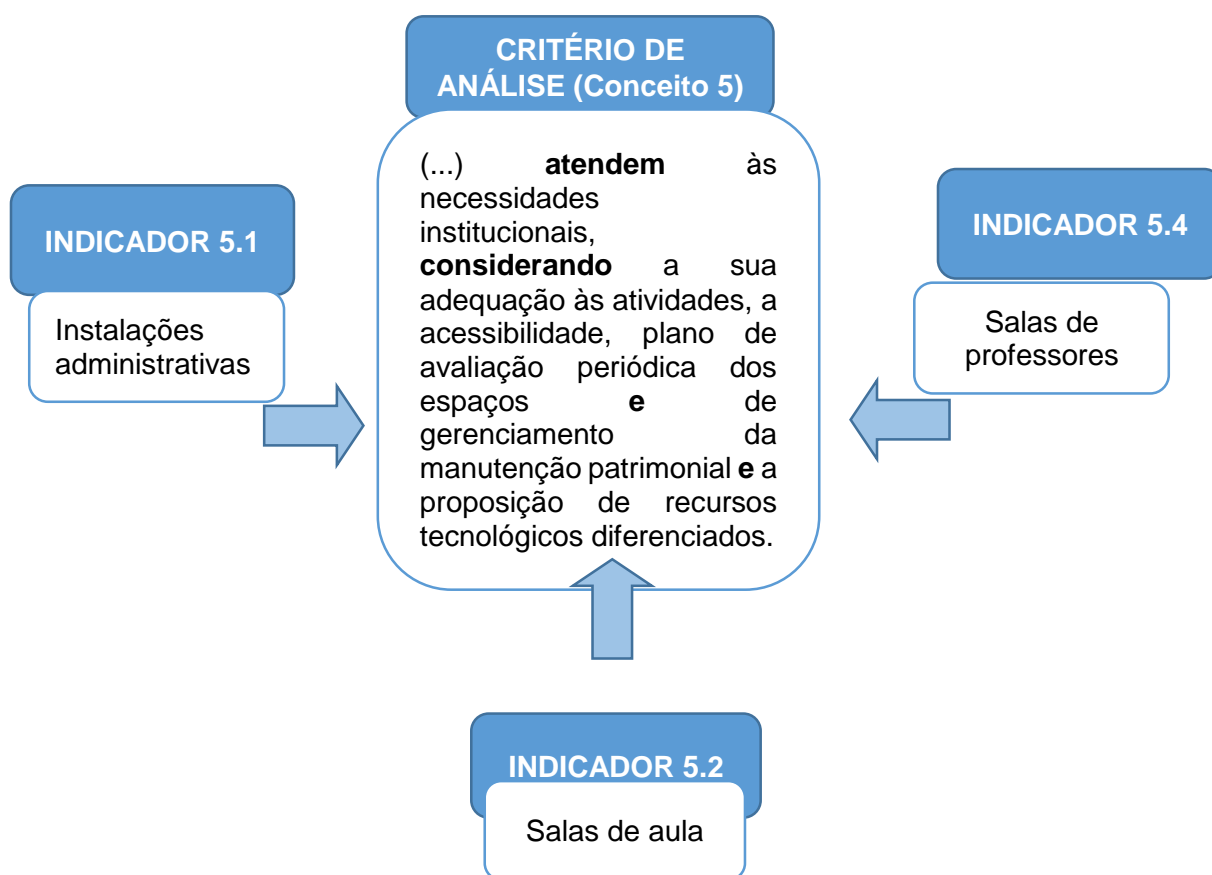 CRITÉRIO DE
ANÁLISE (Conceito 5)
(...) atendem às
necessidades
institucionais,
considerando a sua
adequação às atividades, a
acessibilidade, plano de
avaliação periódica dos
espaços e de
gerenciamento da
manutenção patrimonial e a
proposição de recursos
tecnológicos diferenciados.
INDICADOR 5.1
Instalações
administrativas
INDICADOR 5.4
Salas de
professores
INDICADOR 5.2
Salas de aula